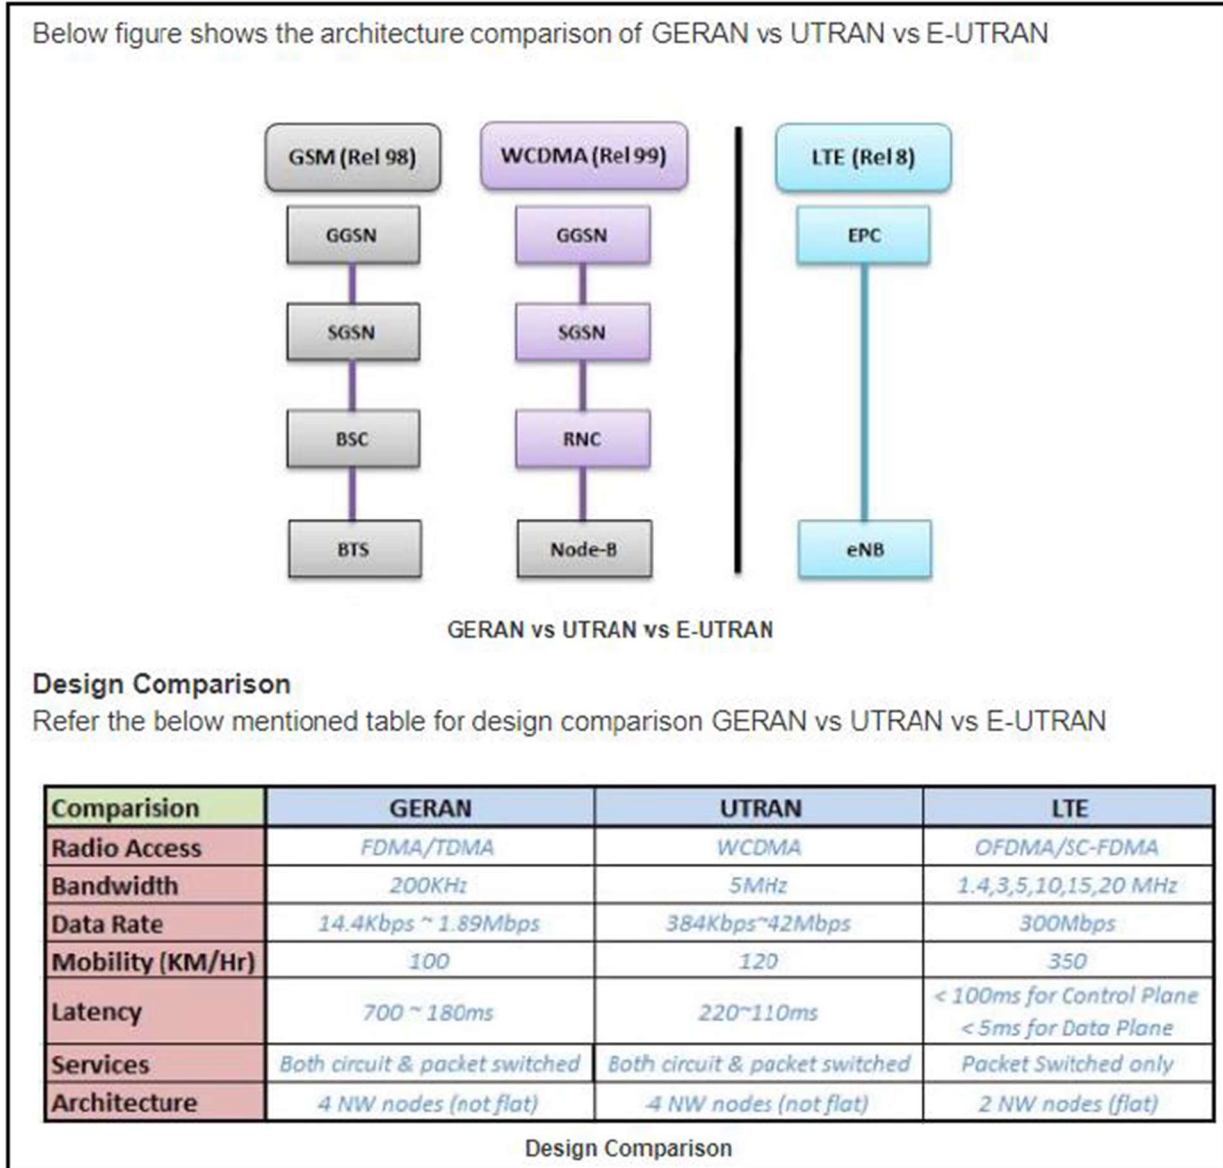 Below figure shows the architecture comparison of GERAN vs UTRAN vs E-UTRAN
GSM (Rel 98) WCDMA (Rel 99) LTE (Rel 8)
GGSN GGSN EPC
SGSN SGSN
BSC RNC
BTS Node-B eNB
GERAN vs UTRAN vs E-UTRAN
Design Comparison
Refer the below mentioned table for design comparison GERAN vs UTRAN vs E-UTRAN
Comparision GERAN UTRAN LTE
Radio Access FDMA/TDMA WCDMA OFDMA/SC-FDMA
Bandwidth 200KHz 5MHz 1.4,3,5,10,15,20 MHz
Data Rate 14.4Kbps ~ 1.89Mbps 384Kbps~42Mbps 300Mbps
Mobility (KM/Hr) 100 120 350
Latency 700 ~ 180ms 220~110ms < 100ms for Control Plane
< 5ms for Data Plane
Services Both circuit & packet switched Both circuit & packet switched Packet Switched only
Architecture 4 NW nodes (not flat) 4 NW nodes (not flat) 2 NW nodes (flat)
Design Comparison